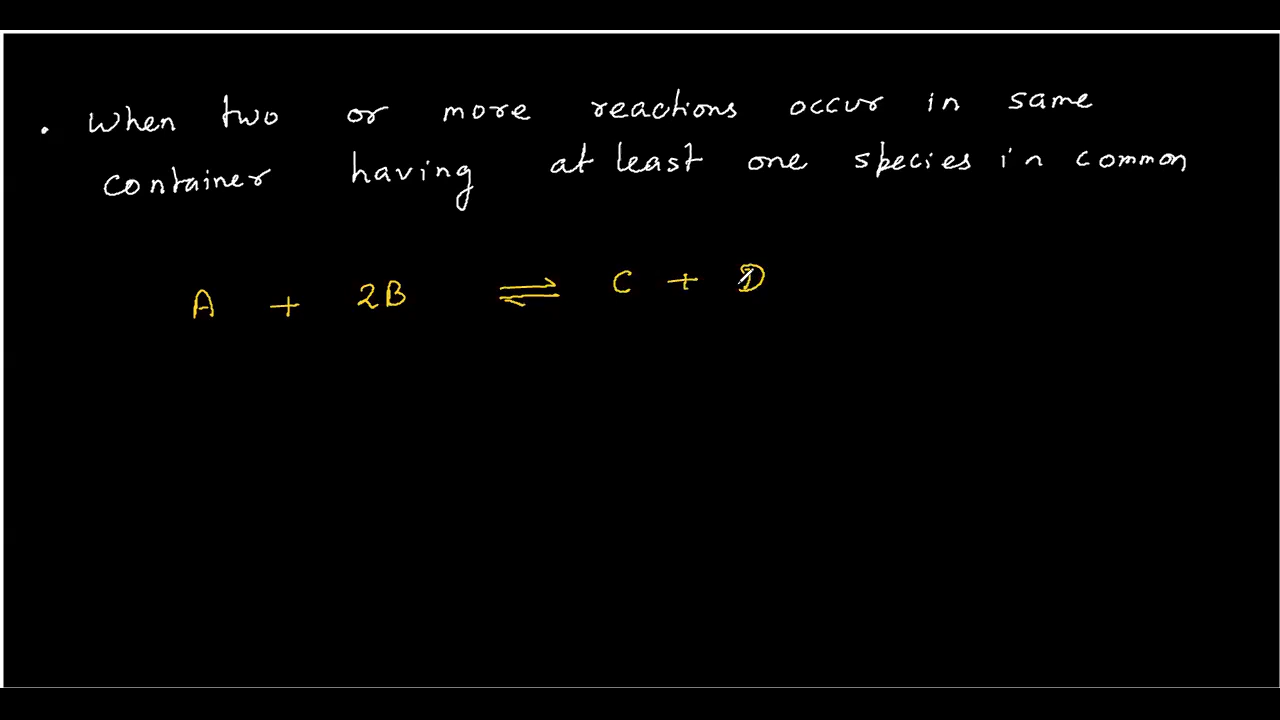 . When two or more reactions occur in same
container having at least one species in common
A + 2B ⇌ C + D